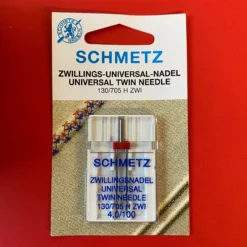 SCHMETZ
ZWILLINGS-UNIVERSAL-NADEL
UNIVERSAL TWIN NEEDLE
130/705 H ZWI
SCHMETZ
ZWILLINGSNADEL
UNIVERSAL
TWIN NEEDLE
130/705 H ZWI
4,0/100